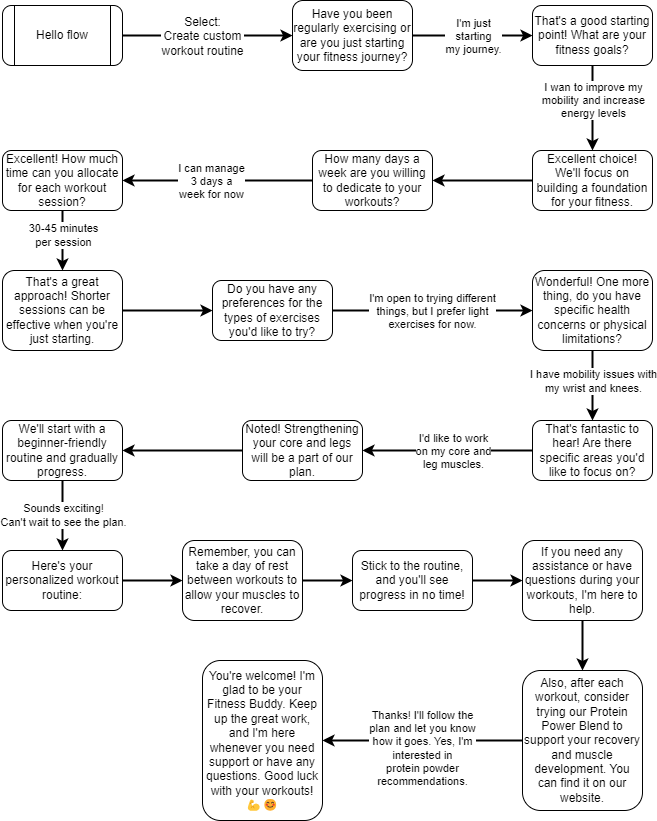 Hello flow
Select:
Create custom
workout routine
Have you been
regularly exercising or
are you just starting
your fitness journey?
I'm just
starting
my journey.
That's a good starting
point! What are your
fitness goals?
I wan to improve my
mobility and increase
energy levels
Excellent choice!
We'll focus on
building a foundation
for your fitness.
How many days a
week are you willing
to dedicate to your
workouts?
I can manage
3 days a
week for now
Excellent! How much
time can you allocate
for each workout
session?
30-45 minutes
per session
That's a great
approach! Shorter
sessions can be
effective when you're
just starting.
Do you have any
preferences for the
types of exercises
you'd like to try?
I'm open to trying different
things, but I prefer light
exercises for now.
Wonderful! One more
thing, do you have
specific health
concerns or physical
limitations?
I have mobility issues with
my wrist and knees.
That's fantastic to
hear! Are there
specific areas you'd
like to focus on?
I'd like to work
on my core and
leg muscles.
Noted! Strengthening
your core and legs
will be a part of our
plan.
We'll start with a
beginner-friendly
routine and gradually
progress.
Sounds exciting!
Can't wait to see the plan.
Here's your
personalized workout
routine:
Remember, you can
take a day of rest
between workouts to
allow your muscles to
recover.
Stick to the routine,
and you'll see
progress in no time!
If you need any
assistance or have
questions during your
workouts, I'm here to
help.
Also, after each
workout, consider
trying our Protein
Power Blend to
support your recovery
and muscle
development. You
can find it on our
website.
Thanks! I'll follow the
plan and let you know
how it goes. Yes, I'm
interested in
protein powder
recommendations.
You're welcome! I'm
glad to be your
Fitness Buddy. Keep
up the great work,
and I'm here
whenever you need
support or have any
questions. Good luck
with your workouts!
💪 😊